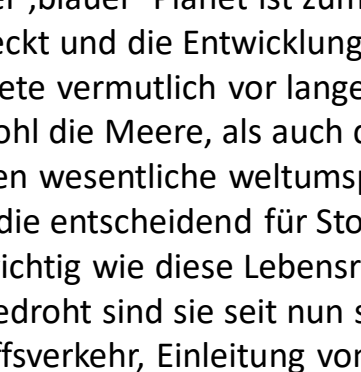 er ‚blauer“ Planet ist zum
eckt und die Entwicklung
ete vermutlich vor lange
ohl die Meere, als auch d
en wesentliche weltumsp
die entscheidend für Sto
ichtig wie diese Lebensr
edroht sind sie seit nun s
ffsverkehr, Einleitung von